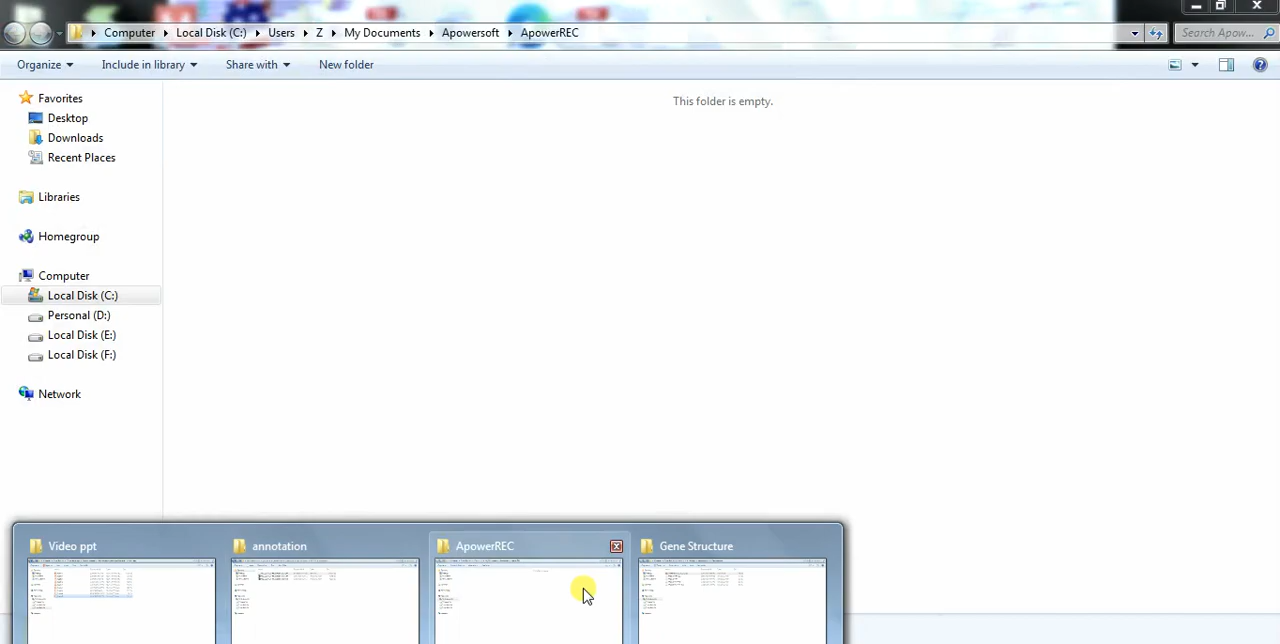 Computer Local Disk (C:) Users Z My Documents Apowersoft ApowerREC
Search Apow...
Organize Include in library Share with New folder
Favorites
Desktop
Downloads
Recent Places
Libraries
Homegroup
Computer
Local Disk (C:)
Personal (D:)
Local Disk (E:)
Local Disk (F:)
Network
This folder is empty.
Video ppt
annotation
ApowerREC
Gene Structure